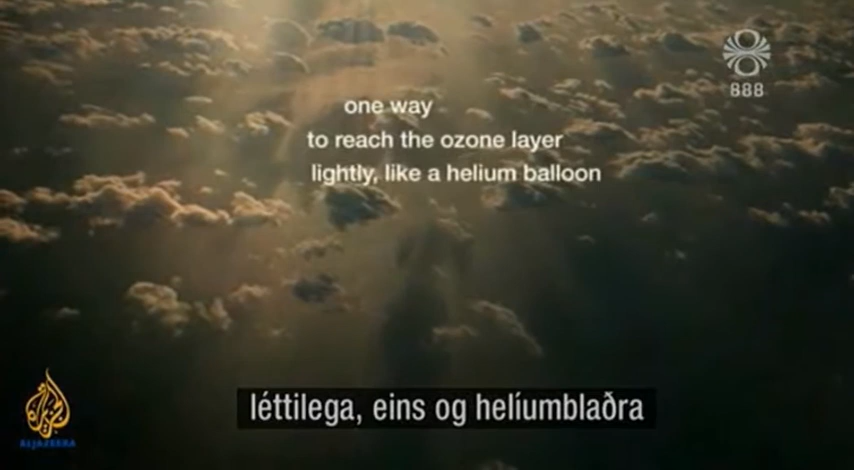 888
one way
to reach the ozone layer
lightly, like a helium balloon
ALJAZEERA
léttilega, eins og helíumblaðra